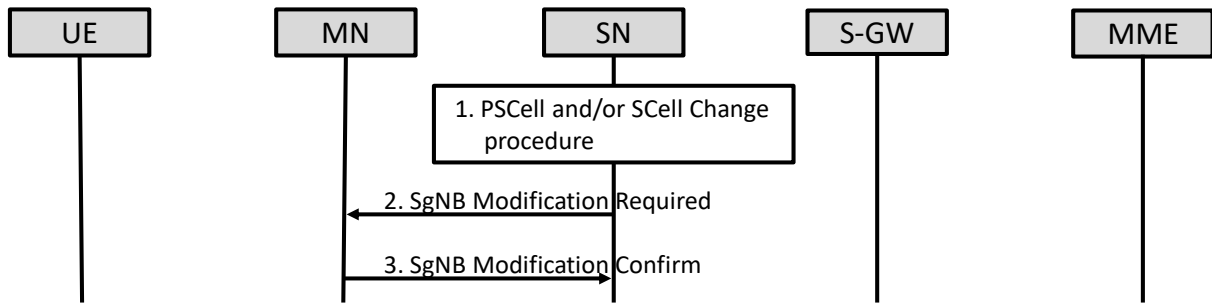 UE
MN
SN
S-GW
MME
1. PSCell and/or SCell Change
procedure
2. SgNB Modification Required
3. SgNB Modification Confirm